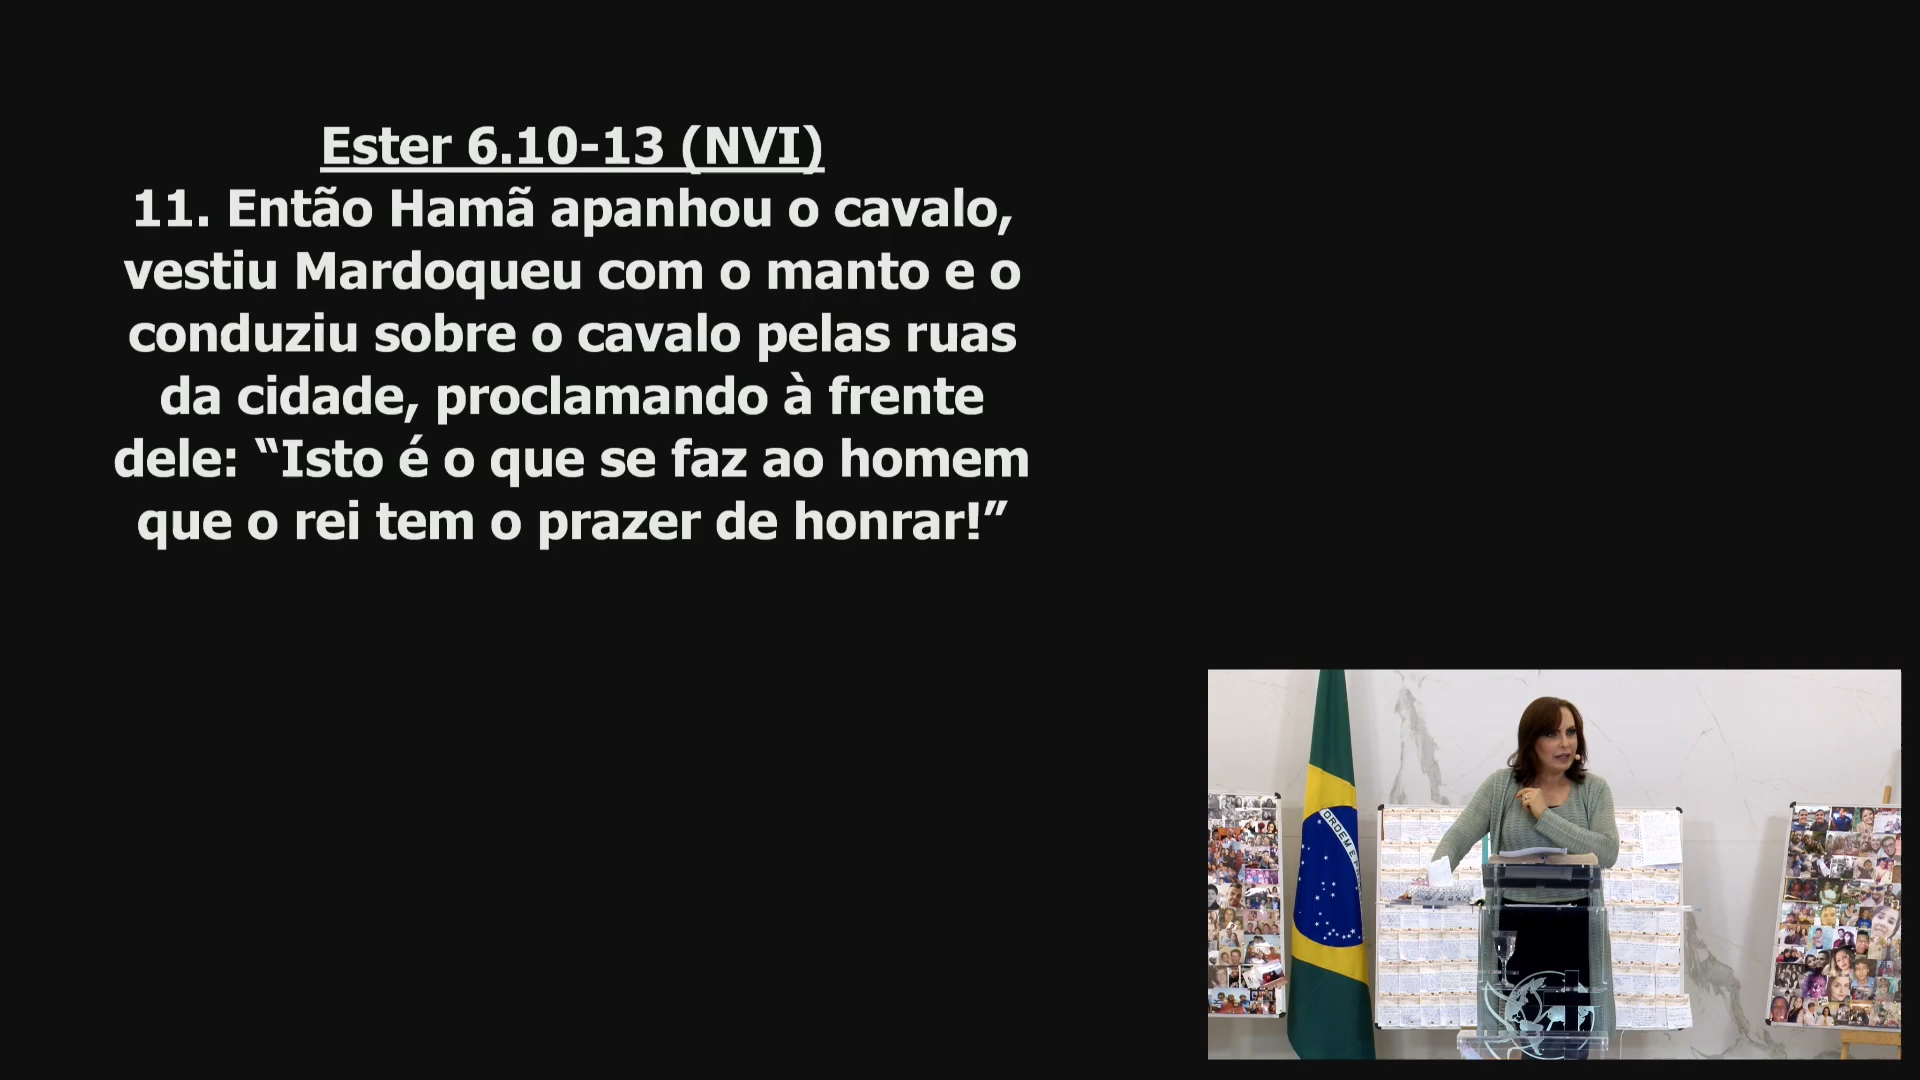 Ester 6.10-13 (NVI)
11. Então Hamã apanhou o cavalo,
vestiu Mardoqueu com o manto e o
conduziu sobre o cavalo pelas ruas
da cidade, proclamando à frente
dele: “Isto é o que se faz ao homem
que o rei tem o prazer de honrar!”
ORDEM E